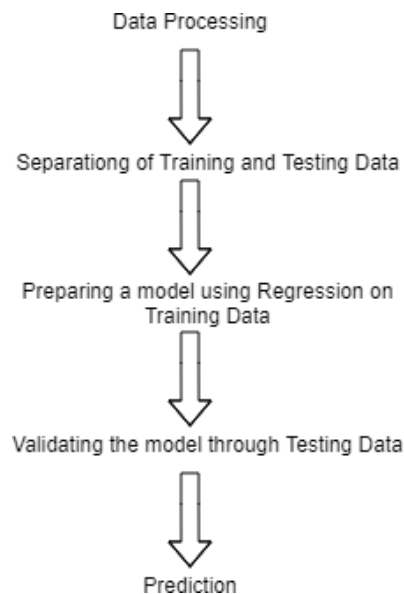 Data Processing
Separationg of Training and Testing Data
Preparing a model using Regression on
Training Data
Validating the model through Testing Data
Prediction